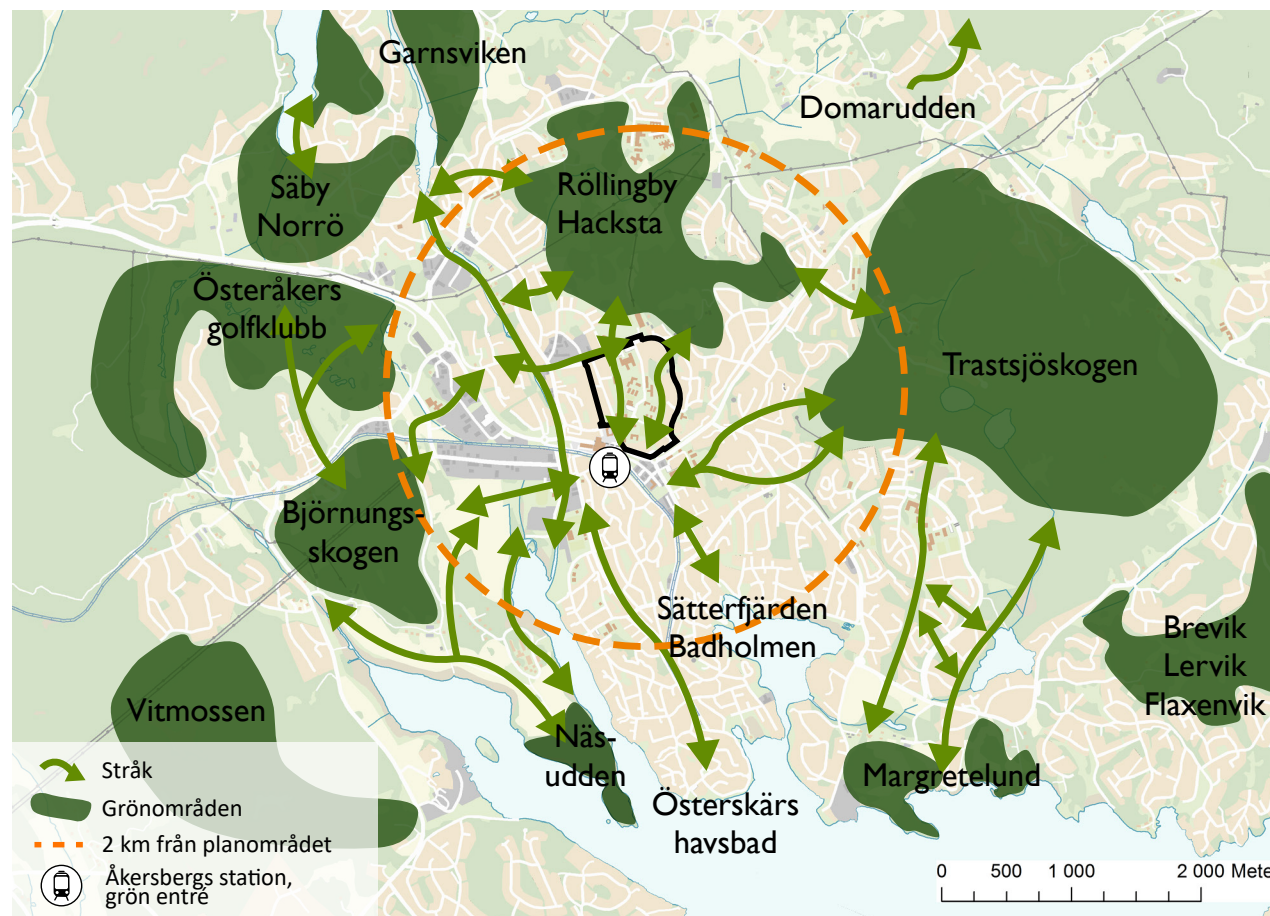 Garnsviken
Domarudden
Säby
Norrö
Röllingby
Hacksta
Österåkers
golfklubb
Trastsjöskogen
Björnungs-
skogen
Sätterfjärden
Badholmen
Brevik
Lervik
Flaxenvik
Vitmossen
Näs-
udden
Margretelund
Österskärs
havsbad
Stråk
Grönområden
2 km från planområdet
Åkersbergs station,
grön entré
0 500 1 000 2 000 Mete